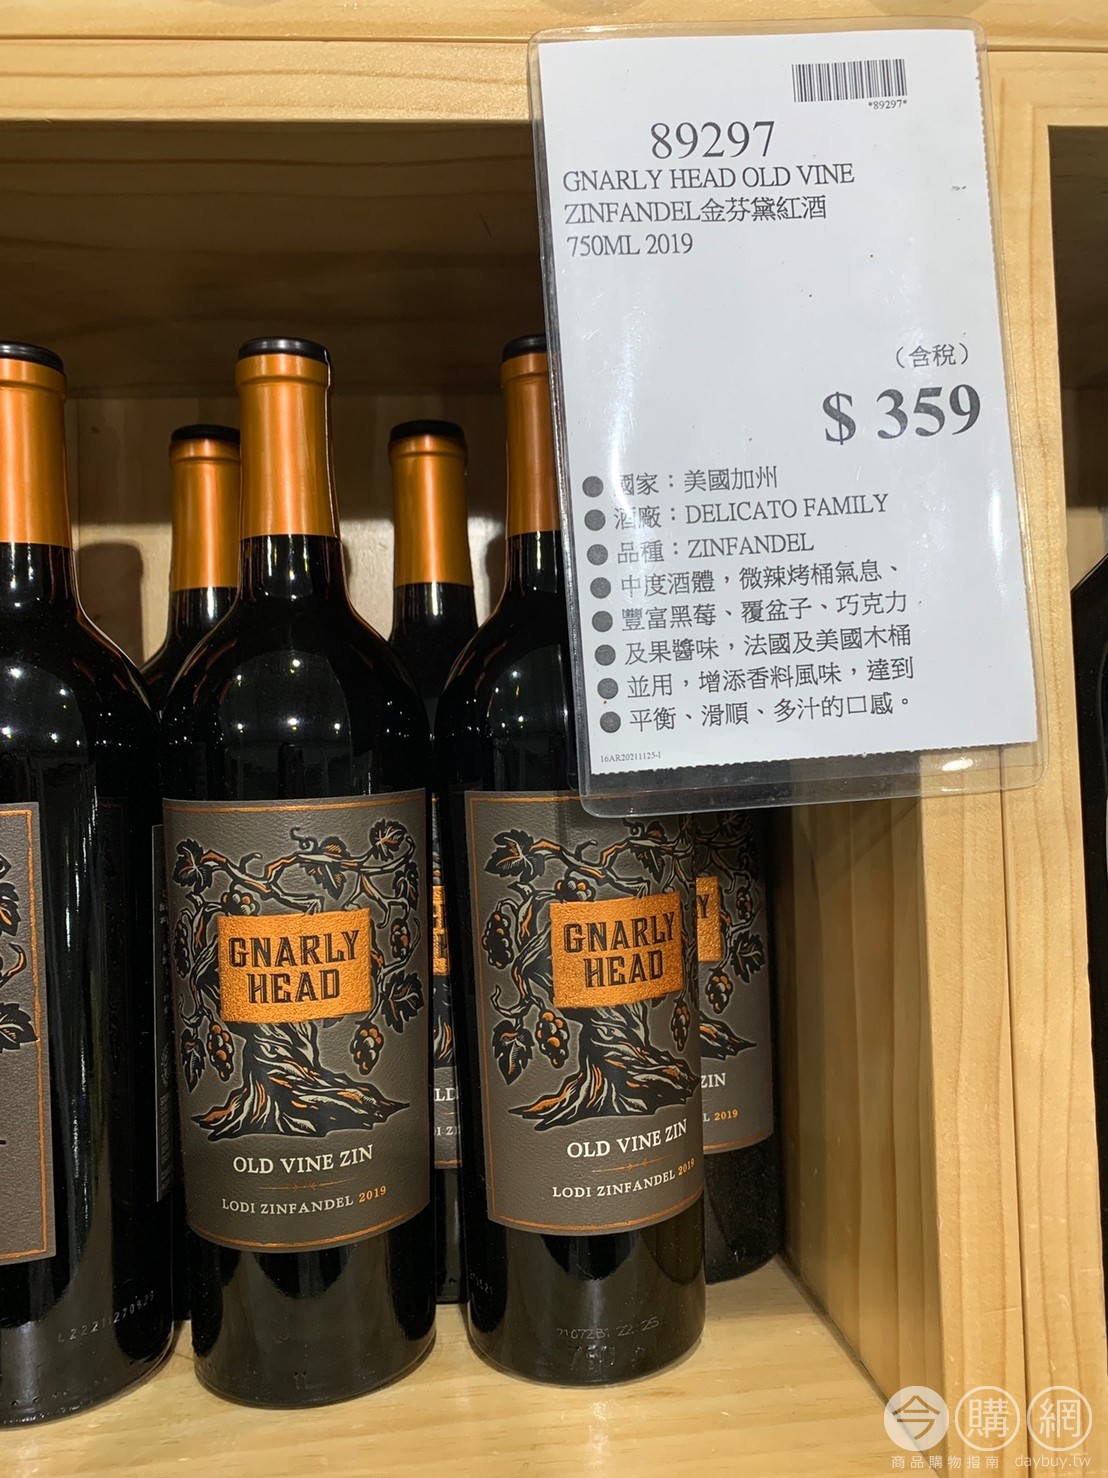 *89297*
89297
GNARLY HEAD OLD VINE
ZINFANDEL金芬黛紅酒
750ML 2019
（含稅）
$ 359
國家：美國加州
酒廠：DELICATO FAMILY
品種：ZINFANDEL
中度酒體，微辣烤桶氣息、
豐富黑莓、覆盆子、巧克力
及果醬味，法國及美國木桶
並用，增添香料風味，達到
平衡、滑順、多汁的口感。
16AR20211125-1
GNARLY
HEAD
OLD VINE ZIN
LODI ZINFANDEL 2019
GNARLY
HEAD
OLD VINE ZIN
LODI ZINFANDEL 2019
ZIN
2019
今購網
商品購物指南 daybuy.tw